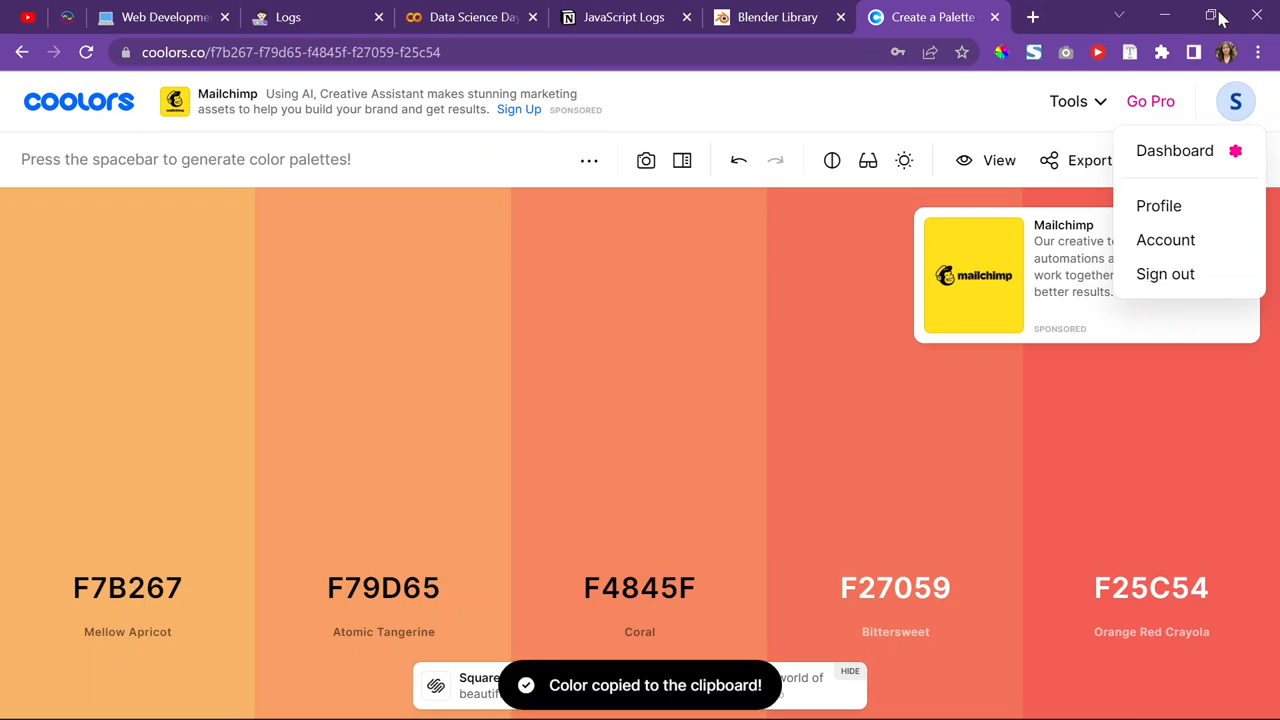 Web Developme
Logs
Data Science Day
JavaScript Logs
Blender Library
Create a Palette
coolors.co/f7b267-f79d65-f4845f-f27059-f25c54
coolors
Mailchimp Using AI, Creative Assistant makes stunning marketing
assets to help you build your brand and get results. Sign Up SPONSORED
Tools
Go Pro
S
Press the spacebar to generate color palettes!
View
Export
Dashboard
Profile
Account
Sign out
mailchimp
Mailchimp
Our creative to
automations a
work together
better results.
SPONSORED
F7B267
Mellow Apricot
F79D65
Atomic Tangerine
F4845F
Coral
F27059
Bittersweet
F25C54
Orange Red Crayola
Square
beautif
world of
HIDE
Color copied to the clipboard!